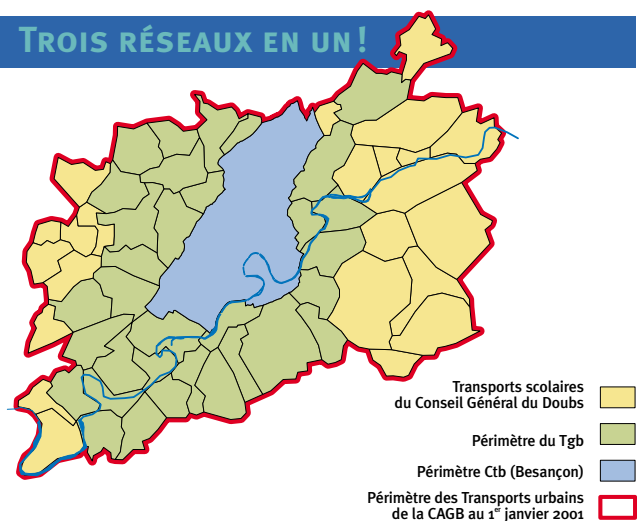 Trois réseaux en un !
Transports scolaires
du Conseil Général du Doubs
Périmètre du Tgb
Périmètre Ctb (Besançon)
Périmètre des Transports urbains
de la CAGB au 1er janvier 2001